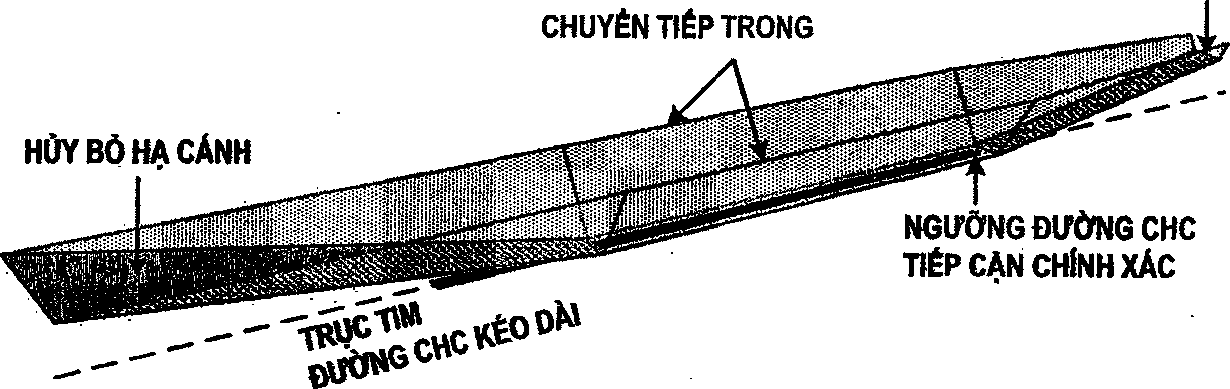 CHUYỂN TIẾP TRONG
HỦY BỎ HẠ CÁNH
NGƯỠNG ĐƯỜNG CHC
TIẾP CẬN CHÍNH XÁC
TRỤC TIM
ĐƯỜNG CHC KÉO DÀI